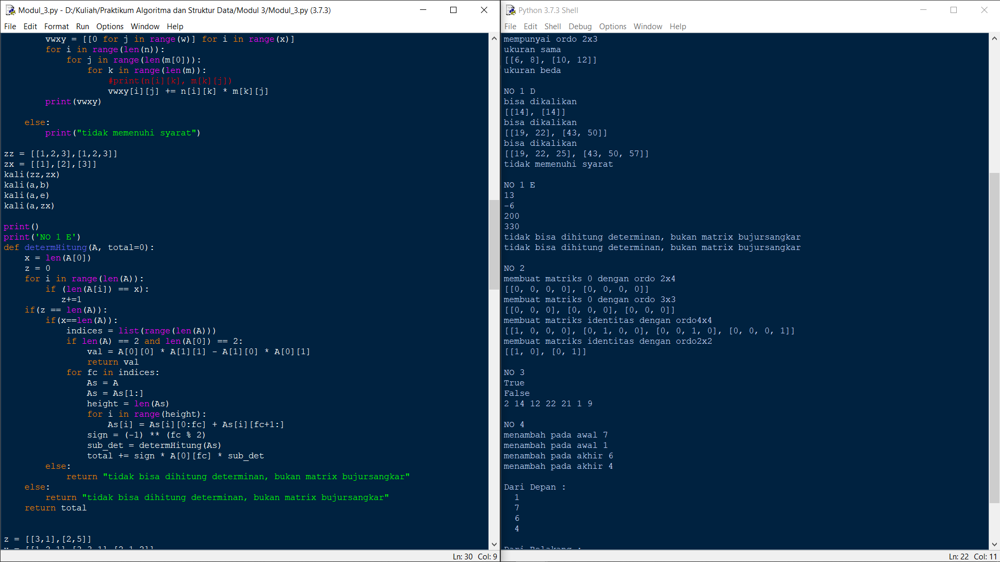 Modul_3.py - D:/Kuliah/Praktikum Algoritma dan Struktur Data/Modul 3/Modul_3.py (3.7.3)
File Edit Format Run Options Window Help
        vwxy = [[0 for j in range(w)] for i in range(x)]
        for i in range(len(n)):
            for j in range(len(m[0])):
                for k in range(len(m)):
                    #print(n[i][k], m[k][j])
                    vwxy[i][j] += n[i][k] * m[k][j]
        print(vwxy)
    else:
        print("tidak memenuhi syarat")
zz = [[1,2,3],[1,2,3]]
zx = [[1],[2],[3]]
kali(zz,zx)
kali(a,b)
kali(a,e)
kali(a,zx)
print()
print('NO 1 E')
def determHitung(A, total=0):
    x = len(A[0])
    z = 0
    for i in range(len(A)):
        if (len(A[i]) == x):
           z+=1
    if(z == len(A)):
        if(x==len(A)):
            indices = list(range(len(A)))
            if len(A) == 2 and len(A[0]) == 2:
                val = A[0][0] * A[1][1] - A[1][0] * A[0][1]
                return val
            for fc in indices:
                As = A
                As = As[1:]
                height = len(As)
                for i in range(height):
                    As[i] = As[i][0:fc] + As[i][fc+1:]
                sign = (-1) ** (fc % 2)
                sub_det = determHitung(As)
                total += sign * A[0][fc] * sub_det
        else:
            return "tidak bisa dihitung determinan, bukan matrix bujursangkar"
    else:
        return "tidak bisa dihitung determinan, bukan matrix bujursangkar"
    return total
z = [[3,1],[2,5]]
Ln: 30 Col: 9
Python 3.7.3 Shell
File Edit Shell Debug Options Window Help
mempunyai ordo 2x3
ukuran sama
[[6, 8], [10, 12]]
ukuran beda
NO 1 D
bisa dikalikan
[[14], [14]]
bisa dikalikan
[[19, 22], [43, 50]]
bisa dikalikan
[[19, 22, 25], [43, 50, 57]]
tidak memenuhi syarat
NO 1 E
13
-6
200
330
tidak bisa dihitung determinan, bukan matrix bujursangkar
tidak bisa dihitung determinan, bukan matrix bujursangkar
NO 2
membuat matriks 0 dengan ordo 2x4
[[0, 0, 0, 0], [0, 0, 0, 0]]
membuat matriks 0 dengan ordo 3x3
[[0, 0, 0], [0, 0, 0], [0, 0, 0]]
membuat matriks identitas dengan ordo4x4
[[1, 0, 0, 0], [0, 1, 0, 0], [0, 0, 1, 0], [0, 0, 0, 1]]
membuat matriks identitas dengan ordo2x2
[[1, 0], [0, 1]]
NO 3
True
False
2 14 12 22 21 1 9
NO 4
menambah pada awal 7
menambah pada awal 1
menambah pada akhir 6
menambah pada akhir 4
Dari Depan :
  1
  7
  6
  4
Dari Belakang :
Ln: 22 Col: 11